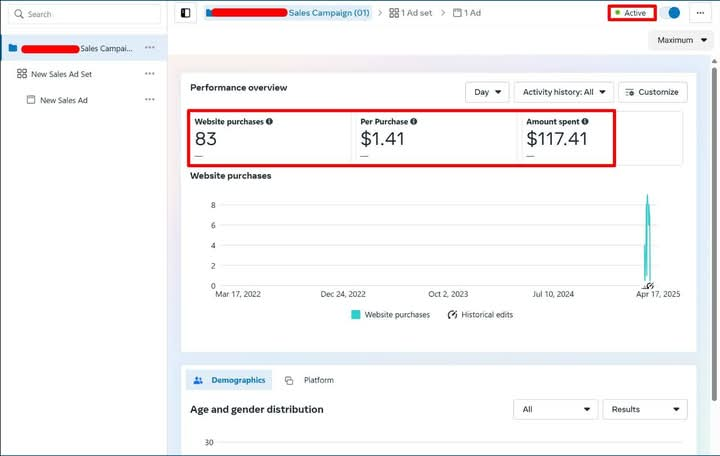 Search
Sales Campaign (01) > 1 Ad set > 1 Ad
Active
Maximum
Sales Campai...
New Sales Ad Set
New Sales Ad
Performance overview
Day
Activity history: All
Customize
Website purchases
83
—
Per Purchase
$1.41
—
Amount spent
$117.41
—
Website purchases
8
6
4
2
0
Mar 17, 2022
Dec 24, 2022
Oct 2, 2023
Jul 10, 2024
Apr 17, 2025
Website purchases
Historical edits
Demographics
Platform
Age and gender distribution
All
Results
30